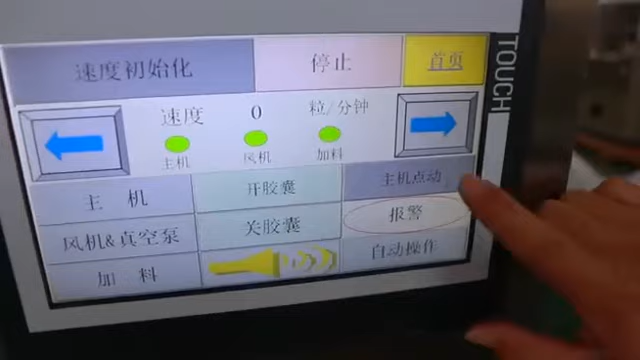 速度初始化
停止
首页
速度
0
粒/分钟
主机
风机
加料
主 机
开胶囊
主机点动
风机&真空泵
关胶囊
报警
加 料
自动操作
TOUCH